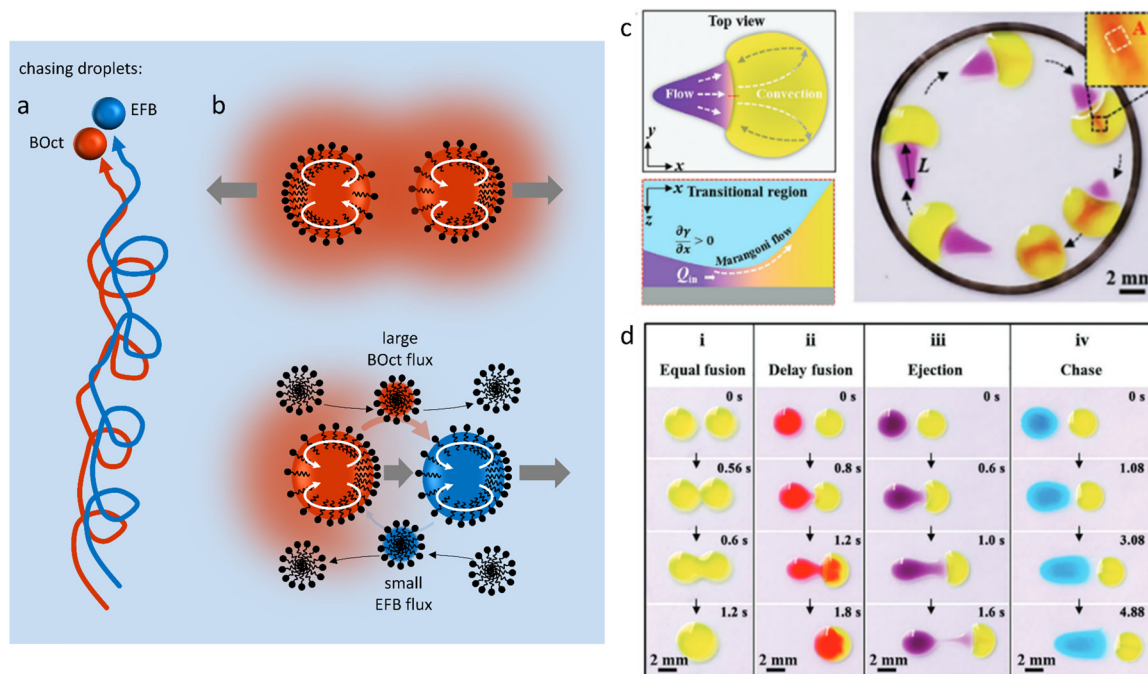 chasing droplets:
a
EFB
BOct
b
large
BOct flux
small
EFB flux
c
Top view
Flow
Convection
y
x
x
z
Transitional region
∂γ/∂x > 0
Marangoni flow
Qin
A
L
2 mm
d
i
ii
iii
iv
Equal fusion
Delay fusion
Ejection
Chase
0 s
0 s
0 s
0 s
0.56 s
0.8 s
0.6 s
1.08
0.6 s
1.2 s
1.0 s
3.08
1.2 s
1.8 s
1.6 s
4.88
2 mm
2 mm
2 mm
2 mm